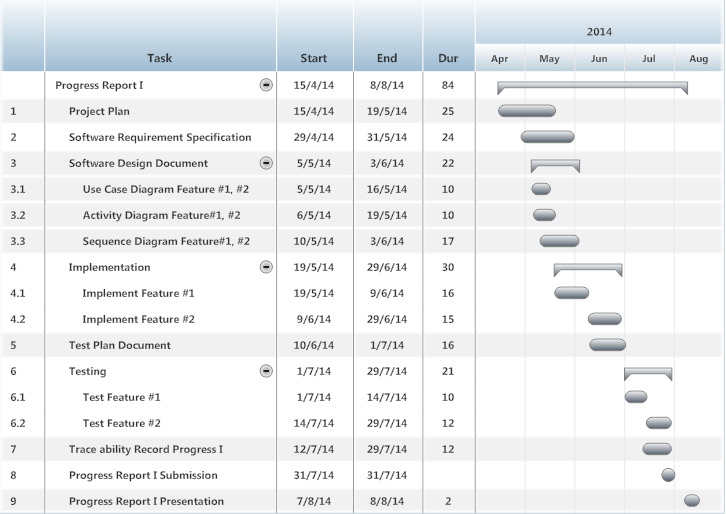 2014
Task Start End Dur Apr May Jun Jul Aug
Progress Report I 15/4/14 8/8/14 84
1 Project Plan 15/4/14 19/5/14 25
2 Software Requirement Specification 29/4/14 31/5/14 24
3 Software Design Document 5/5/14 3/6/14 22
3.1 Use Case Diagram Feature #1, #2 5/5/14 16/5/14 10
3.2 Activity Diagram Feature#1, #2 6/5/14 19/5/14 10
3.3 Sequence Diagram Feature#1, #2 10/5/14 3/6/14 17
4 Implementation 19/5/14 29/6/14 30
4.1 Implement Feature #1 19/5/14 9/6/14 16
4.2 Implement Feature #2 9/6/14 29/6/14 15
5 Test Plan Document 10/6/14 1/7/14 16
6 Testing 1/7/14 29/7/14 21
6.1 Test Feature #1 1/7/14 14/7/14 10
6.2 Test Feature #2 14/7/14 29/7/14 12
7 Trace ability Record Progress I 12/7/14 29/7/14 12
8 Progress Report I Submission 31/7/14 31/7/14
9 Progress Report I Presentation 7/8/14 8/8/14 2